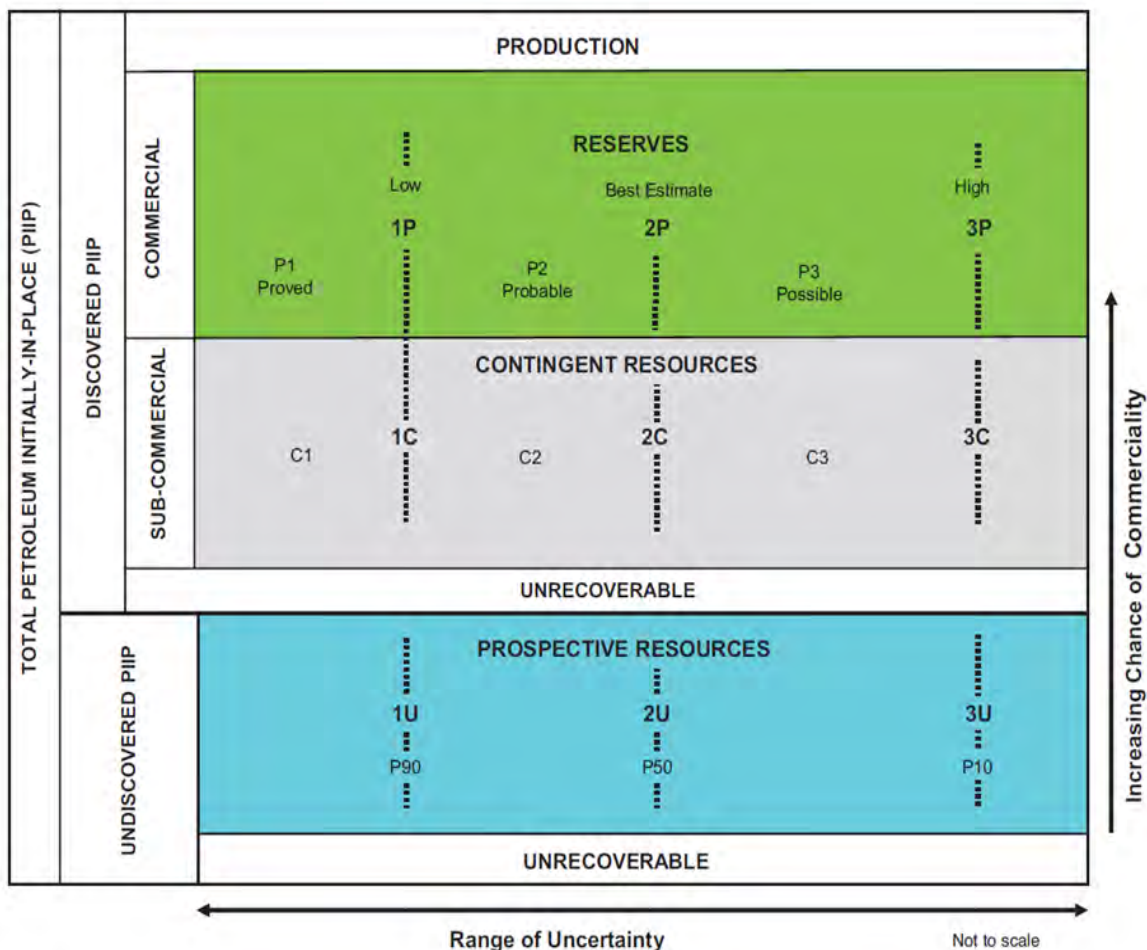 TOTAL PETROLEUM INITIALLY-IN-PLACE (PIIP)
DISCOVERED PIIP
UNDISCOVERED PIIP
COMMERCIAL
SUB-COMMERCIAL
PRODUCTION
RESERVES
Low
Best Estimate
High
1P
2P
3P
P1
Proved
P2
Probable
P3
Possible
CONTINGENT RESOURCES
1C
2C
3C
C1
C2
C3
UNRECOVERABLE
PROSPECTIVE RESOURCES
1U
2U
3U
P90
P50
P10
UNRECOVERABLE
Increasing Chance of Commerciality
Range of Uncertainty
Not to scale